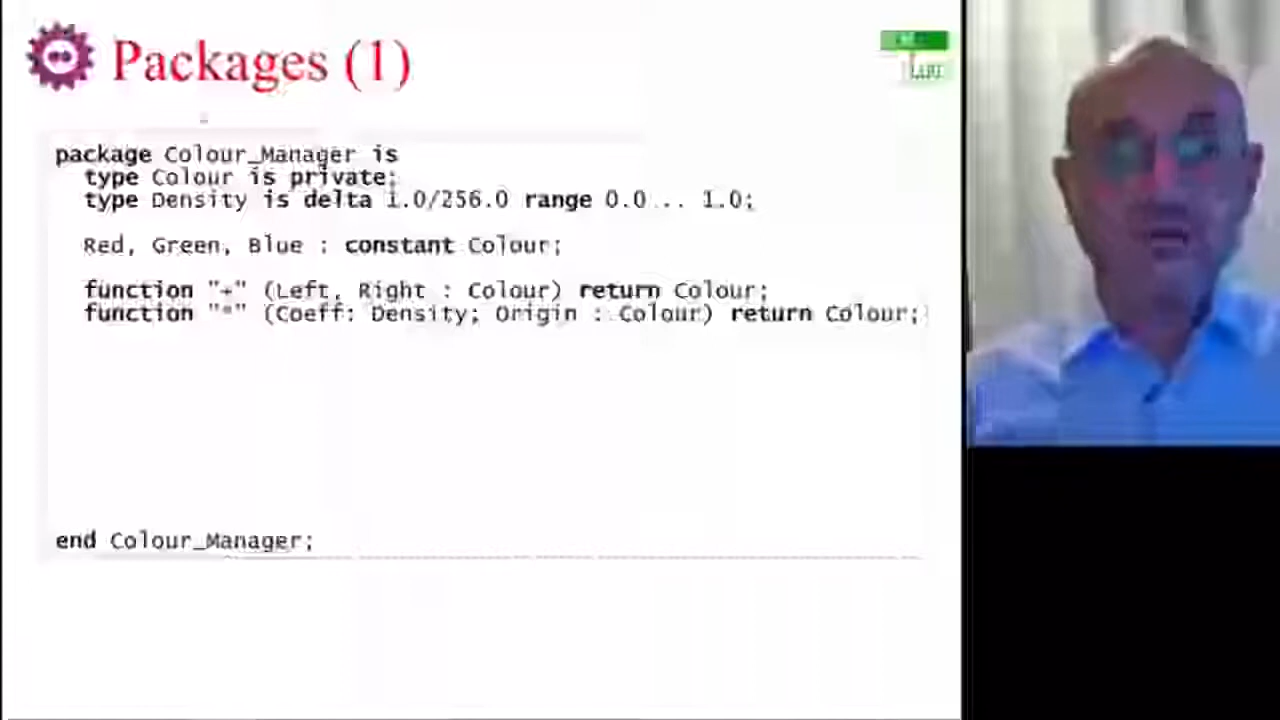 Packages (1)
package Colour_Manager is
type Colour is private;
type Density is delta 1.0/256.0 range 0.0 .. 1.0;
Red, Green, Blue : constant Colour;
function "+" (Left, Right : Colour) return Colour;
function "*" (Coeff: Density; Origin : Colour) return Colour;
end Colour_Manager;